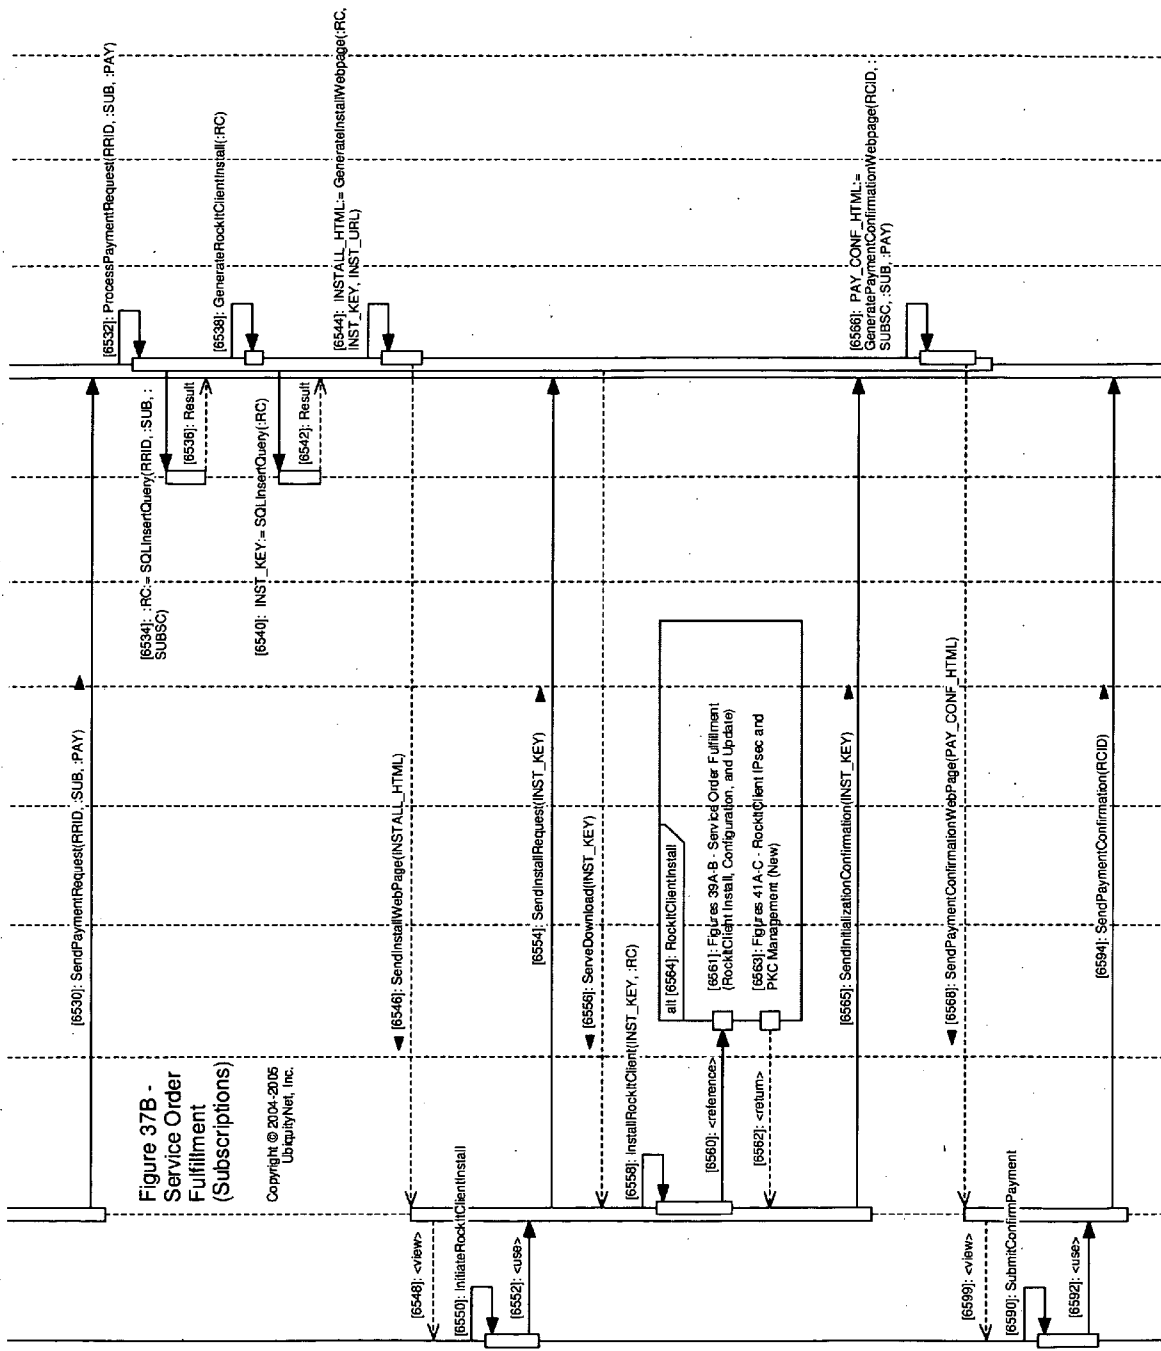 Figure 37B -
Service Order
Fulfillment
(Subscriptions)
Copyright © 2004-2005
UbiquityNet, Inc.
[6530]: SendPaymentRequest(RRID, :SUB, :PAY)
[6532]: ProcessPaymentRequest(RRID, :SUB, :PAY)
[6534]: :RC:= SQLInsertQuery(RRID, :SUB, :
SUBSC)
[6536]: Result
[6538]: GenerateRockItClientInstall(:RC)
[6540]: INST_KEY:= SQLInsertQuery(:RC)
[6542]: Result
[6544]: INSTALL_HTML:= GenerateInstallWebpage(:RC,
INST_KEY, INST_URL)
[6546]: SendInstallWebPage(INSTALL_HTML)
[6548]: <view>
[6550]: InitiateRockItClientInstall
[6552]: <use>
[6554]: SendInstallRequest(INST_KEY)
[6556]: ServeDownload(INST_KEY)
[6558]: InstallRockItClient(INST_KEY, :RC)
alt [6564]: RockItClientInstall
[6560]: <reference>
[6561]: Figures 39A-B - Service Order Fulfillment
(RockItClient Install, Configuration, and Update)
[6562]: <return>
[6563]: Figures 41A-C - RockItClient IPsec and
PKC Management (New)
[6565]: SendInitializationConfirmation(INST_KEY)
[6566]: PAY_CONF_HTML:=
GeneratePaymentConfirmationWebpage(RCID, :
SUBSC, :SUB, :PAY)
[6568]: SendPaymentConfirmationWebPage(PAY_CONF_HTML)
[6599]: <view>
[6590]: SubmitConfirmPayment
[6592]: <use>
[6594]: SendPaymentConfirmation(RCID)